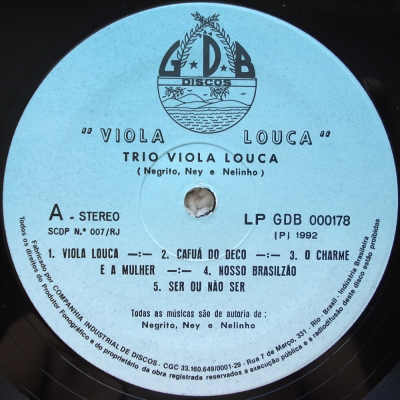 G.D.B
DISCOS
"VIOLA LOUCA"
TRIO VIOLA LOUCA
(Negrito, Ney e Nelinho)
A - STEREO
SCDP N.º 007/RJ
LP GDB 000178
(P) 1992
1. VIOLA LOUCA —:— 2. CAFUÁ DO DECO —:— 3. O CHARME
E A MULHER —:— 4. NOSSO BRASILZÃO
5. SER OU NÃO SER
Todas as músicas são de autoria de :
Negrito, Ney e Nelinho
Fabricado por COMPANHIA INDUSTRIAL DE DISCOS - CGC 33.160.649/0001-29 - Rua 7 de Março, 331 - Rio, Brasil - Indústria Brasileira
Todos os direitos do Produtor Fonográfico e do proprietário da obra registrada reservados a execução pública e a radiodifusão deste disco estão proibidas